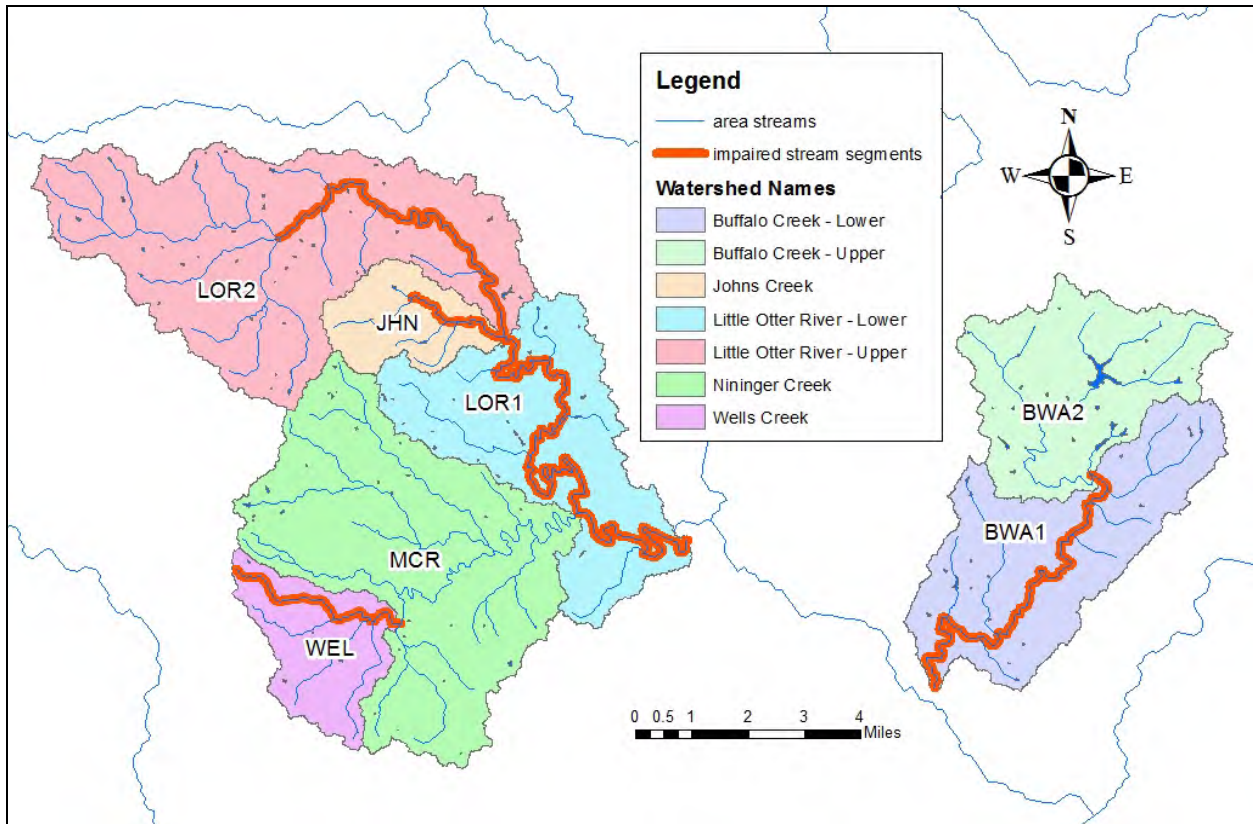 Legend
area streams
impaired stream segments
Watershed Names
Buffalo Creek - Lower
Buffalo Creek - Upper
Johns Creek
Little Otter River - Lower
Little Otter River - Upper
Nininger Creek
Wells Creek
N
W E
S
LOR2
JHN
LOR1
BWA2
BWA1
MCR
WEL
0 0.5 1 2 3 4
Miles